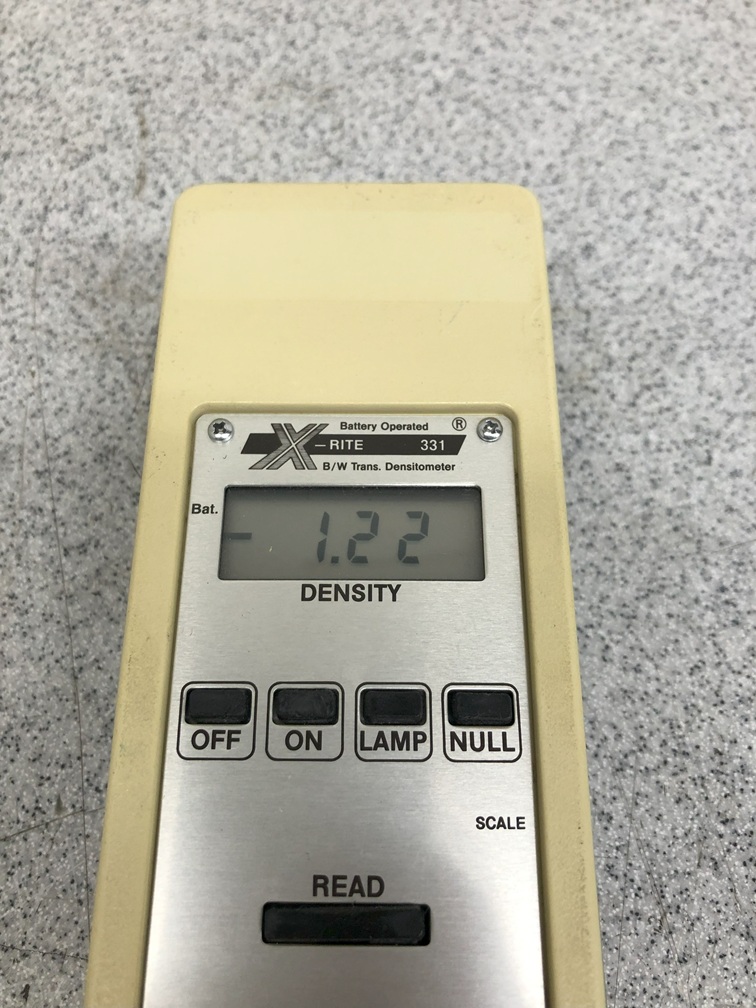 Battery Operated ®
X-RITE 331
B/W Trans. Densitometer
Bat.
- 1.22
DENSITY
OFF ON LAMP NULL
SCALE
READ